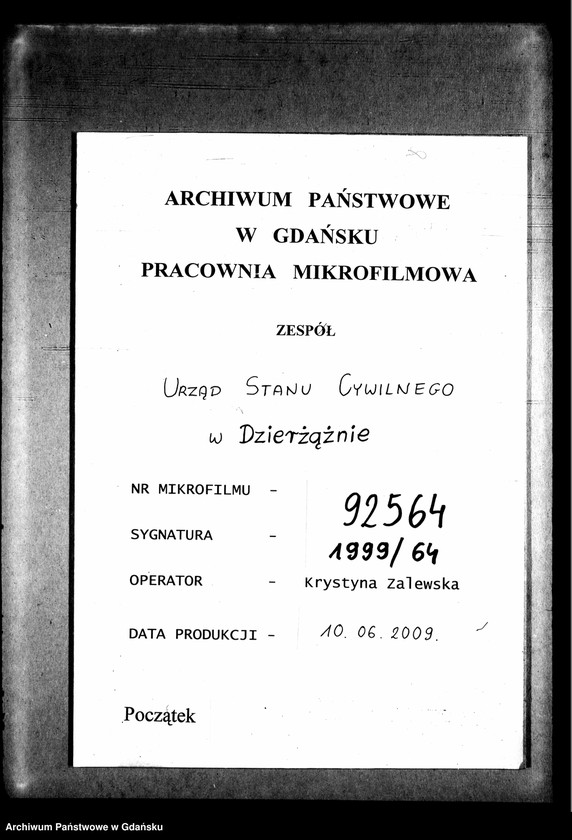 ARCHIWUM PAŃSTWOWE
W GDAŃSKU
PRACOWNIA MIKROFILMOWA
ZESPÓŁ
URZĄD STANU CYWILNEGO
w Dzierżążnie
NR MIKROFILMU - 92564
SYGNATURA - 1999/64
OPERATOR - Krystyna Zalewska
DATA PRODUKCJI - 10. 06. 2009.
Początek
Archiwum Państwowe w Gdańsku